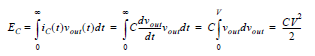 E_C = ∫_0^∞ i_C(t)v_out(t)dt = ∫_0^∞ C (dv_out/dt) v_out dt = C ∫_0^V v_out dv_out = CV²/2